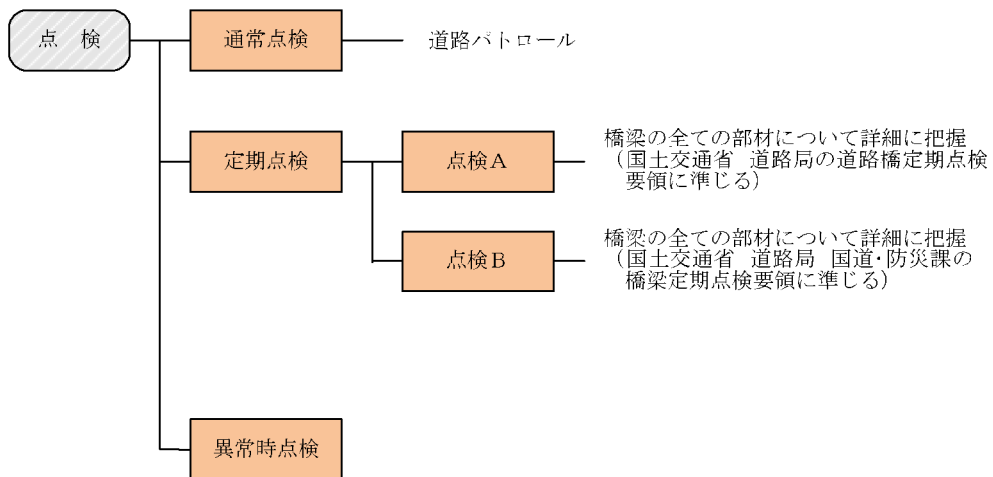 点　検
通常点検
道路パトロール
定期点検
点検A
橋梁の全ての部材について詳細に把握
（国土交通省　道路局の道路橋定期点検
要領に準じる）
点検B
橋梁の全ての部材について詳細に把握
（国土交通省　道路局　国道・防災課の
橋梁定期点検要領に準じる）
異常時点検